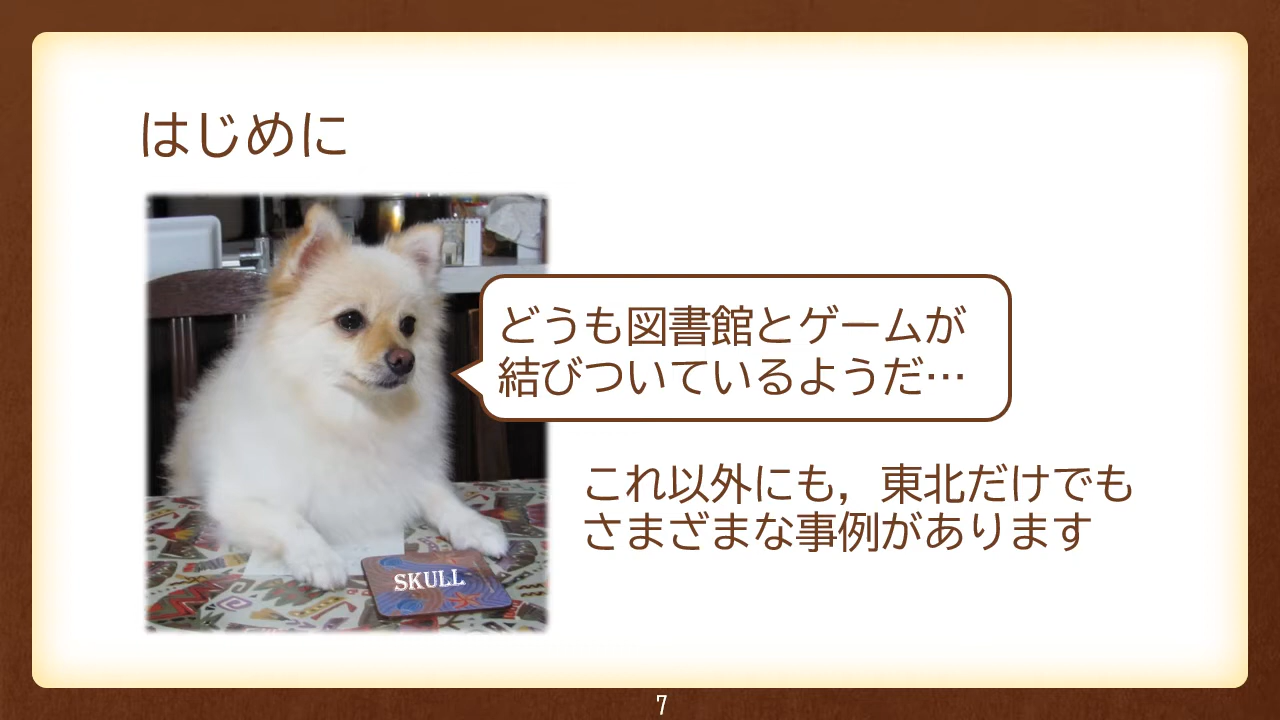 はじめに
どうも図書館とゲームが
結びついているようだ…
これ以外にも，東北だけでも
さまざまな事例があります
SKULL
7